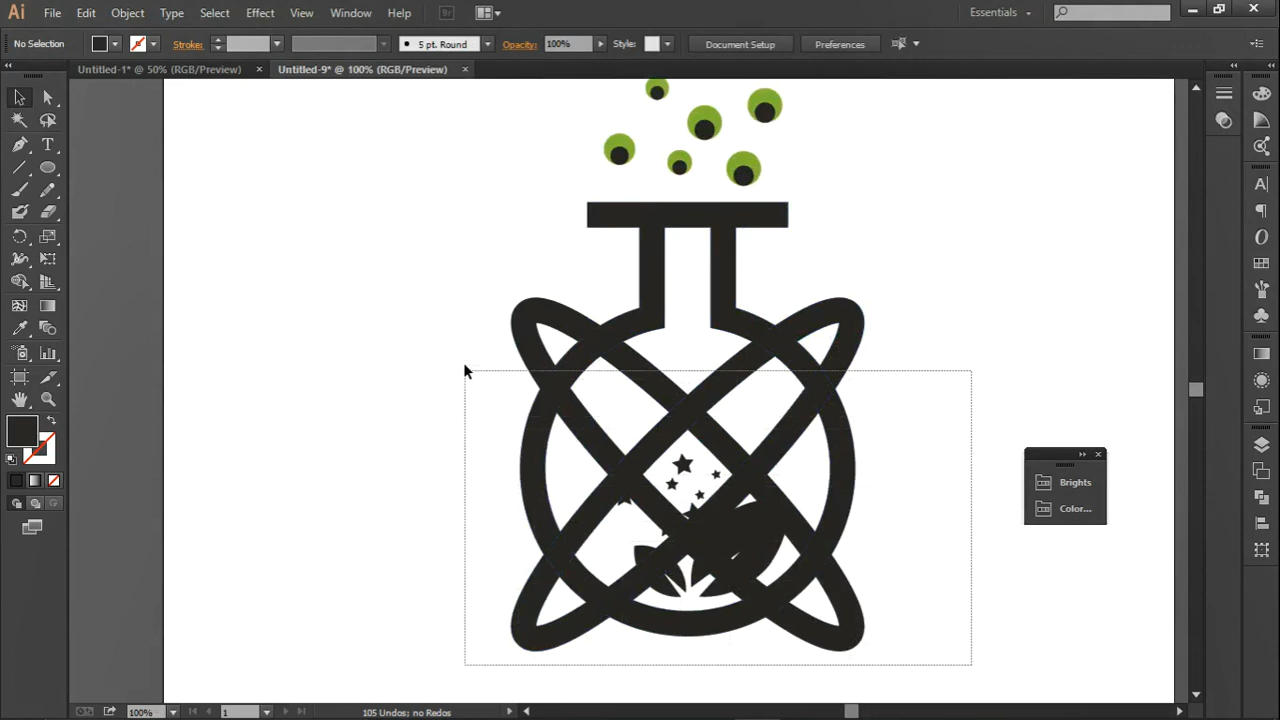 Ai File Edit Object Type Select Effect View Window Help Br Essentials
No Selection Stroke: 5 pt. Round Opacity: 100% Style: Document Setup Preferences
Untitled-1* @ 50% (RGB/Preview) × Untitled-9* @ 100% (RGB/Preview) ×
Brights
Color...
100% 1 105 Undos; no Redos